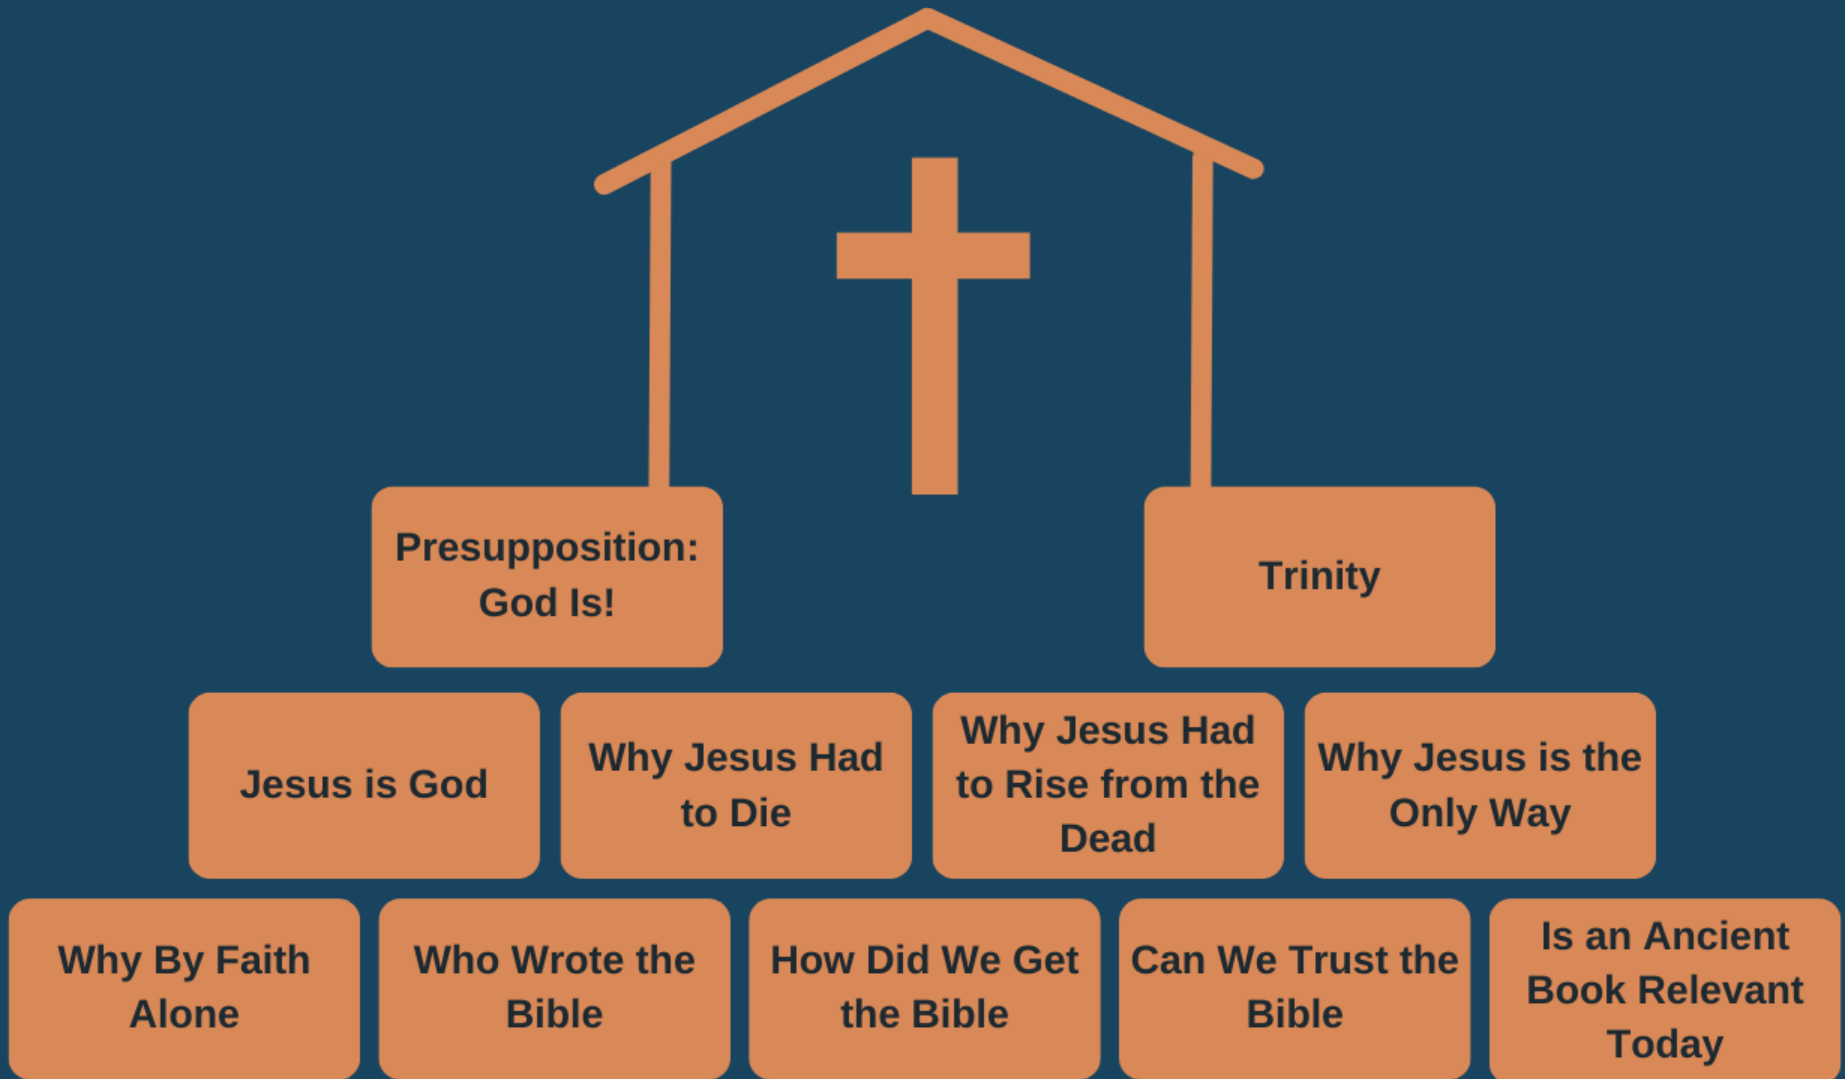 Presupposition:
God Is!
Trinity
Jesus is God
Why Jesus Had
to Die
Why Jesus Had
to Rise from the
Dead
Why Jesus is the
Only Way
Why By Faith
Alone
Who Wrote the
Bible
How Did We Get
the Bible
Can We Trust the
Bible
Is an Ancient
Book Relevant
Today